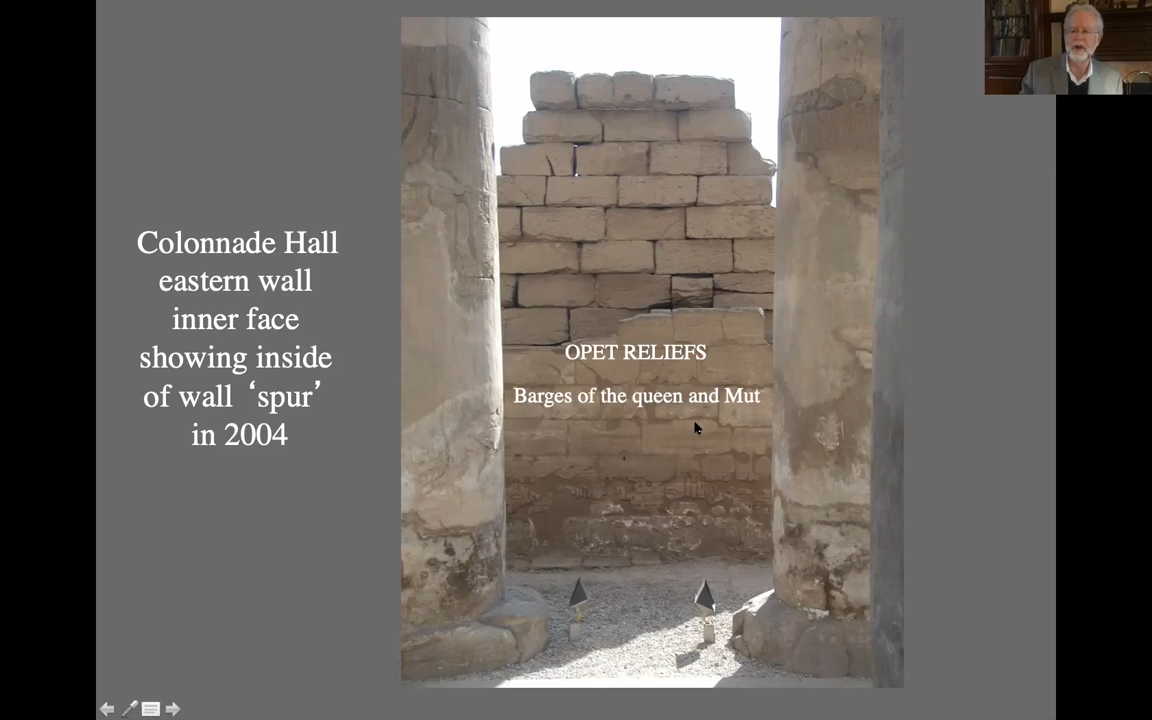 Colonnade Hall
eastern wall
inner face
showing inside
of wall ‘spur’
in 2004
OPET RELIEFS
Barges of the queen and Mut